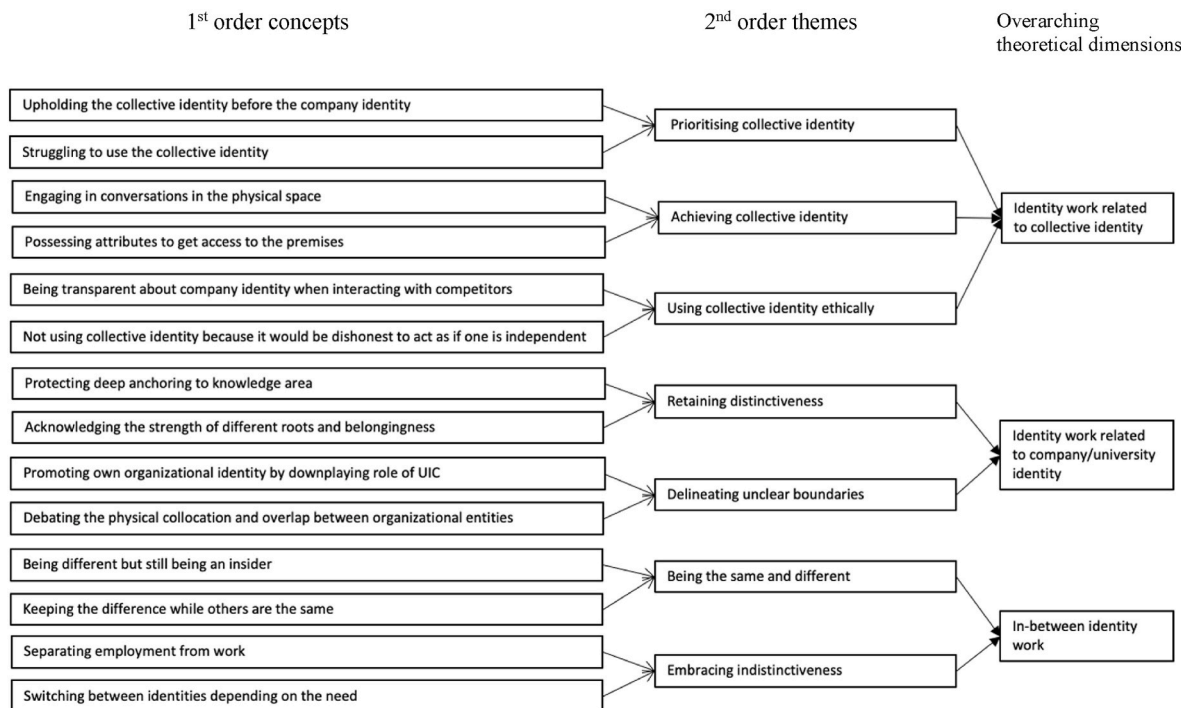 1st order concepts
2nd order themes
Overarching
theoretical dimensions
Upholding the collective identity before the company identity
Struggling to use the collective identity
Prioritising collective identity
Engaging in conversations in the physical space
Possessing attributes to get access to the premises
Achieving collective identity
Being transparent about company identity when interacting with competitors
Not using collective identity because it would be dishonest to act as if one is independent
Using collective identity ethically
Identity work related
to collective identity
Protecting deep anchoring to knowledge area
Acknowledging the strength of different roots and belongingness
Retaining distinctiveness
Promoting own organizational identity by downplaying role of UIC
Debating the physical collocation and overlap between organizational entities
Delineating unclear boundaries
Identity work related
to company/university
identity
Being different but still being an insider
Keeping the difference while others are the same
Being the same and different
Separating employment from work
Switching between identities depending on the need
Embracing indistinctiveness
In-between identity
work